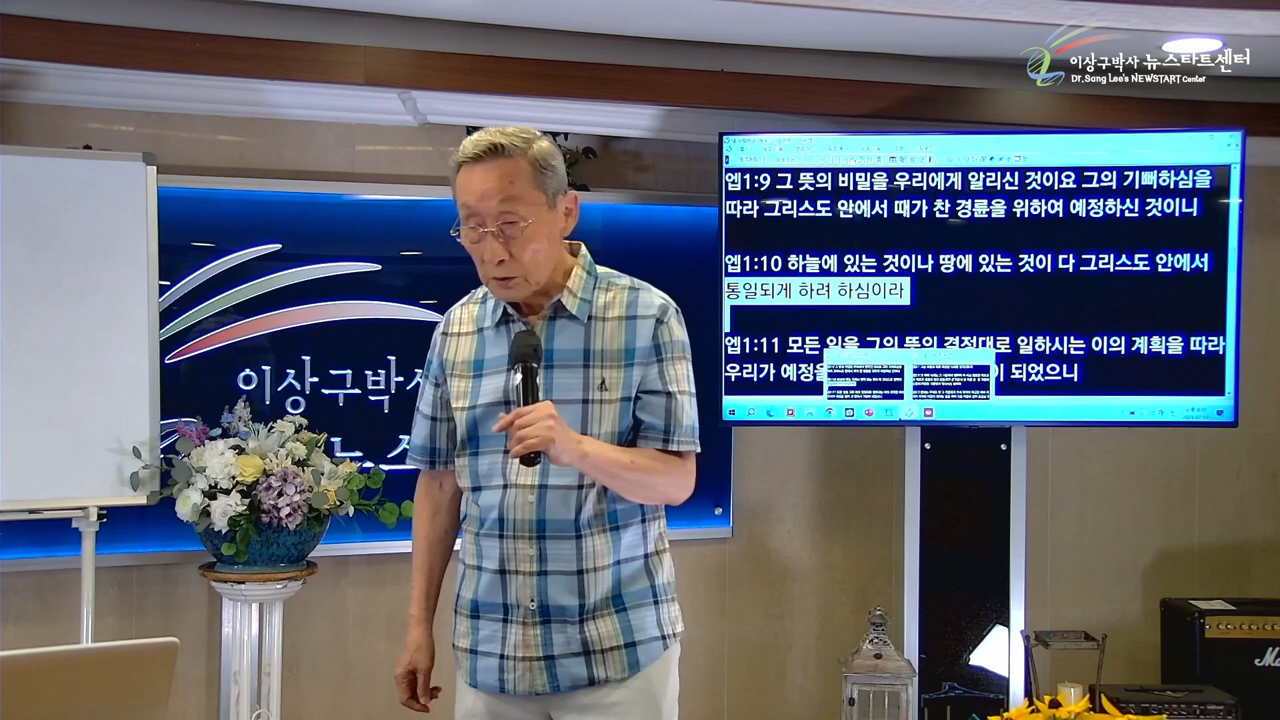 이상구박사 뉴스타트센터
Dr. Sang Lee's NEWSTART Center
엡1:9 그 뜻의 비밀을 우리에게 알리신 것이요 그의 기뻐하심을
따라 그리스도 안에서 때가 찬 경륜을 위하여 예정하신 것이니
엡1:10 하늘에 있는 것이나 땅에 있는 것이 다 그리스도 안에서
통일되게 하려 하심이라
엡1:11 모든 일을 그의 뜻의 결정대로 일하시는 이의 계획을 따라
우리가 예정을 이 되었으니
이상구박사
뉴스